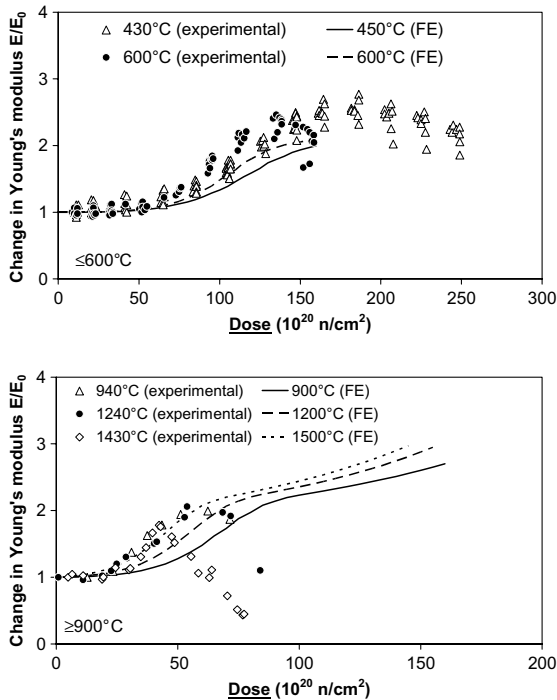 430°C (experimental) 450°C (FE)
600°C (experimental) 600°C (FE)
Change in Young's modulus E/E0
4
3
2
1
0
≤600°C
0 50 100 150 200 250 300
Dose (10^20 n/cm^2)
940°C (experimental) 900°C (FE)
1240°C (experimental) 1200°C (FE)
1430°C (experimental) 1500°C (FE)
Change in Young's modulus E/E0
4
3
2
1
0
≥900°C
0 50 100 150 200
Dose (10^20 n/cm^2)